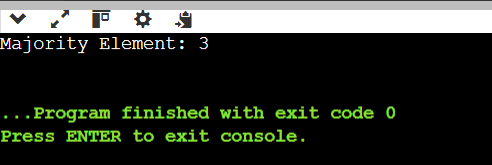 Majority Element: 3
...Program finished with exit code 0
Press ENTER to exit console.